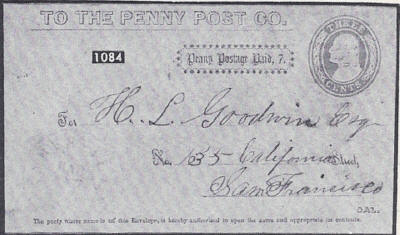 TO THE PENNY POST CO.
1084
Penny Postage Paid, 7.
THREE
CENTS
For H. L. Goodwin Esq
No. 135 California Street,
San Francisco
CAL.
The party whose name is on this Envelope, is hereby authorized to open the same and appropriate its contents.